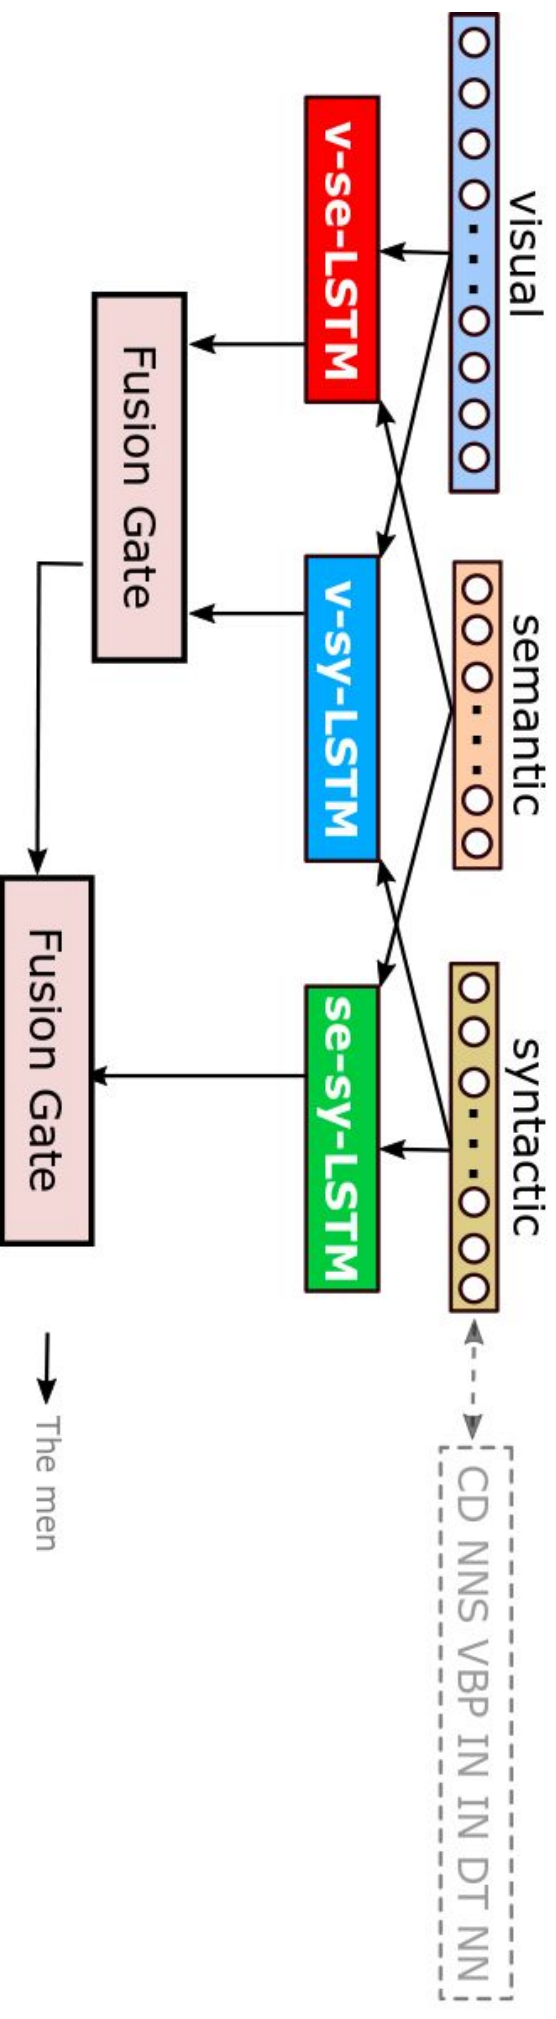 visual
semantic
syntactic
CD NNS VBP IN IN DT NN
v-se-LSTM
v-sy-LSTM
se-sy-LSTM
Fusion Gate
Fusion Gate
The men